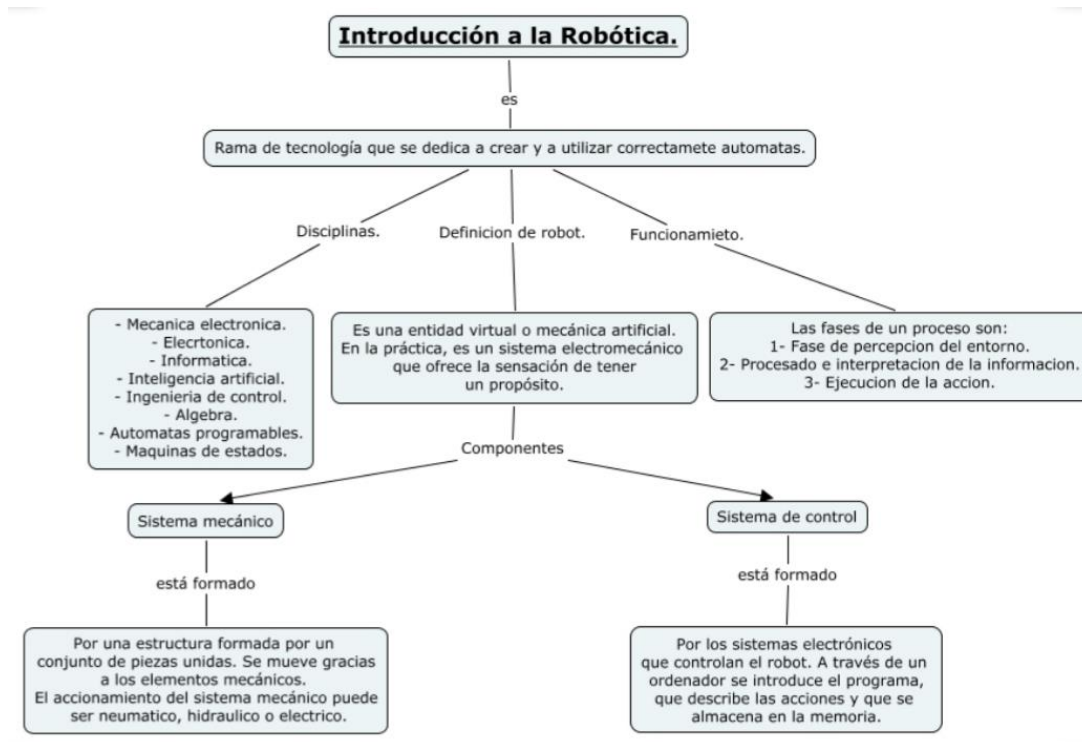 Introducción a la Robótica.
es
Rama de tecnología que se dedica a crear y a utilizar correctamete automatas.
Disciplinas.
Definicion de robot.
Funcionamieto.
- Mecanica electronica.
- Elecrtonica.
- Informatica.
- Inteligencia artificial.
- Ingenieria de control.
- Algebra.
- Automatas programables.
- Maquinas de estados.
Es una entidad virtual o mecánica artificial.
En la práctica, es un sistema electromecánico
que ofrece la sensación de tener
un propósito.
Las fases de un proceso son:
1- Fase de percepcion del entorno.
2- Procesado e interpretacion de la informacion.
3- Ejecucion de la accion.
Componentes
Sistema mecánico
está formado
Por una estructura formada por un
conjunto de piezas unidas. Se mueve gracias
a los elementos mecánicos.
El accionamiento del sistema mecánico puede
ser neumatico, hidraulico o electrico.
Sistema de control
está formado
Por los sistemas electrónicos
que controlan el robot. A través de un
ordenador se introduce el programa,
que describe las acciones y que se
almacena en la memoria.